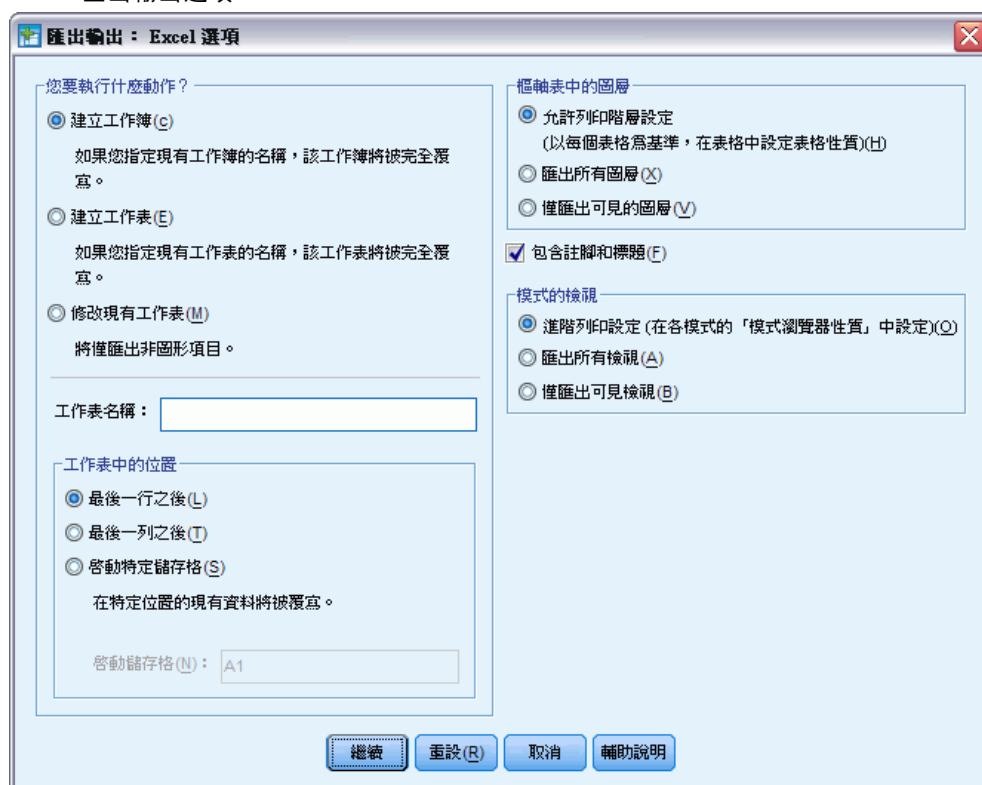 匯出輸出： Excel 選項
您要執行什麼動作？
建立工作簿(C)
如果您指定現有工作簿的名稱，該工作簿將被完全覆
寫。
建立工作表(E)
如果您指定現有工作表的名稱，該工作表將被完全覆
寫。
修改現有工作表(M)
將僅匯出非圖形項目。
工作表名稱：
工作表中的位置
最後一行之後(L)
最後一列之後(T)
啓動特定儲存格(S)
在特定位置的現有資料將被覆寫。
啓動儲存格(N)： A1
樞軸表中的圖層
允許列印階層設定
(以每個表格爲基準，在表格中設定表格性質)(H)
匯出所有圖層(X)
僅匯出可見的圖層(V)
包含註腳和標題(F)
模式的檢視
進階列印設定 (在各模式的「模式瀏覽器性質」中設定)(O)
匯出所有檢視(A)
僅匯出可見檢視(B)
繼續 重設(R) 取消 輔助說明